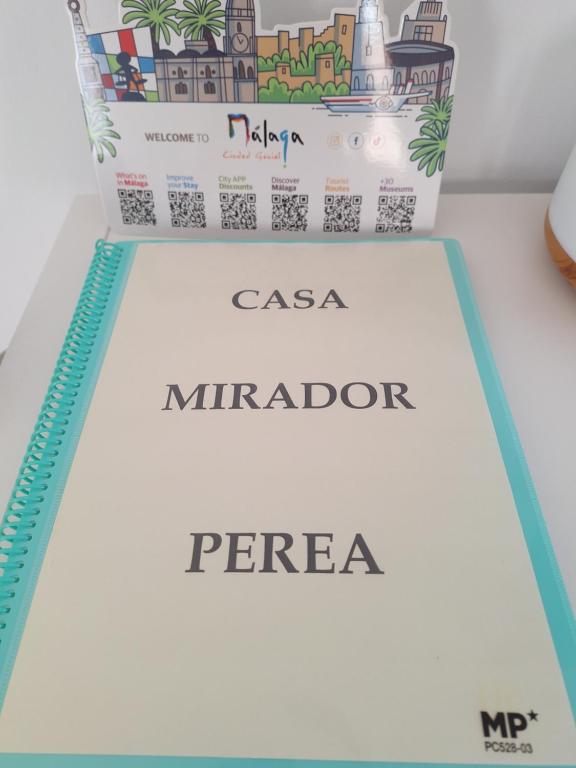 WELCOME TO Málaga
Ciudad Genial
What's on in Málaga
Improve your Stay
City APP Discounts
Discover Málaga
Tourist Routes
+30 Museums
CASA
MIRADOR
PEREA
MP★
PC528-03